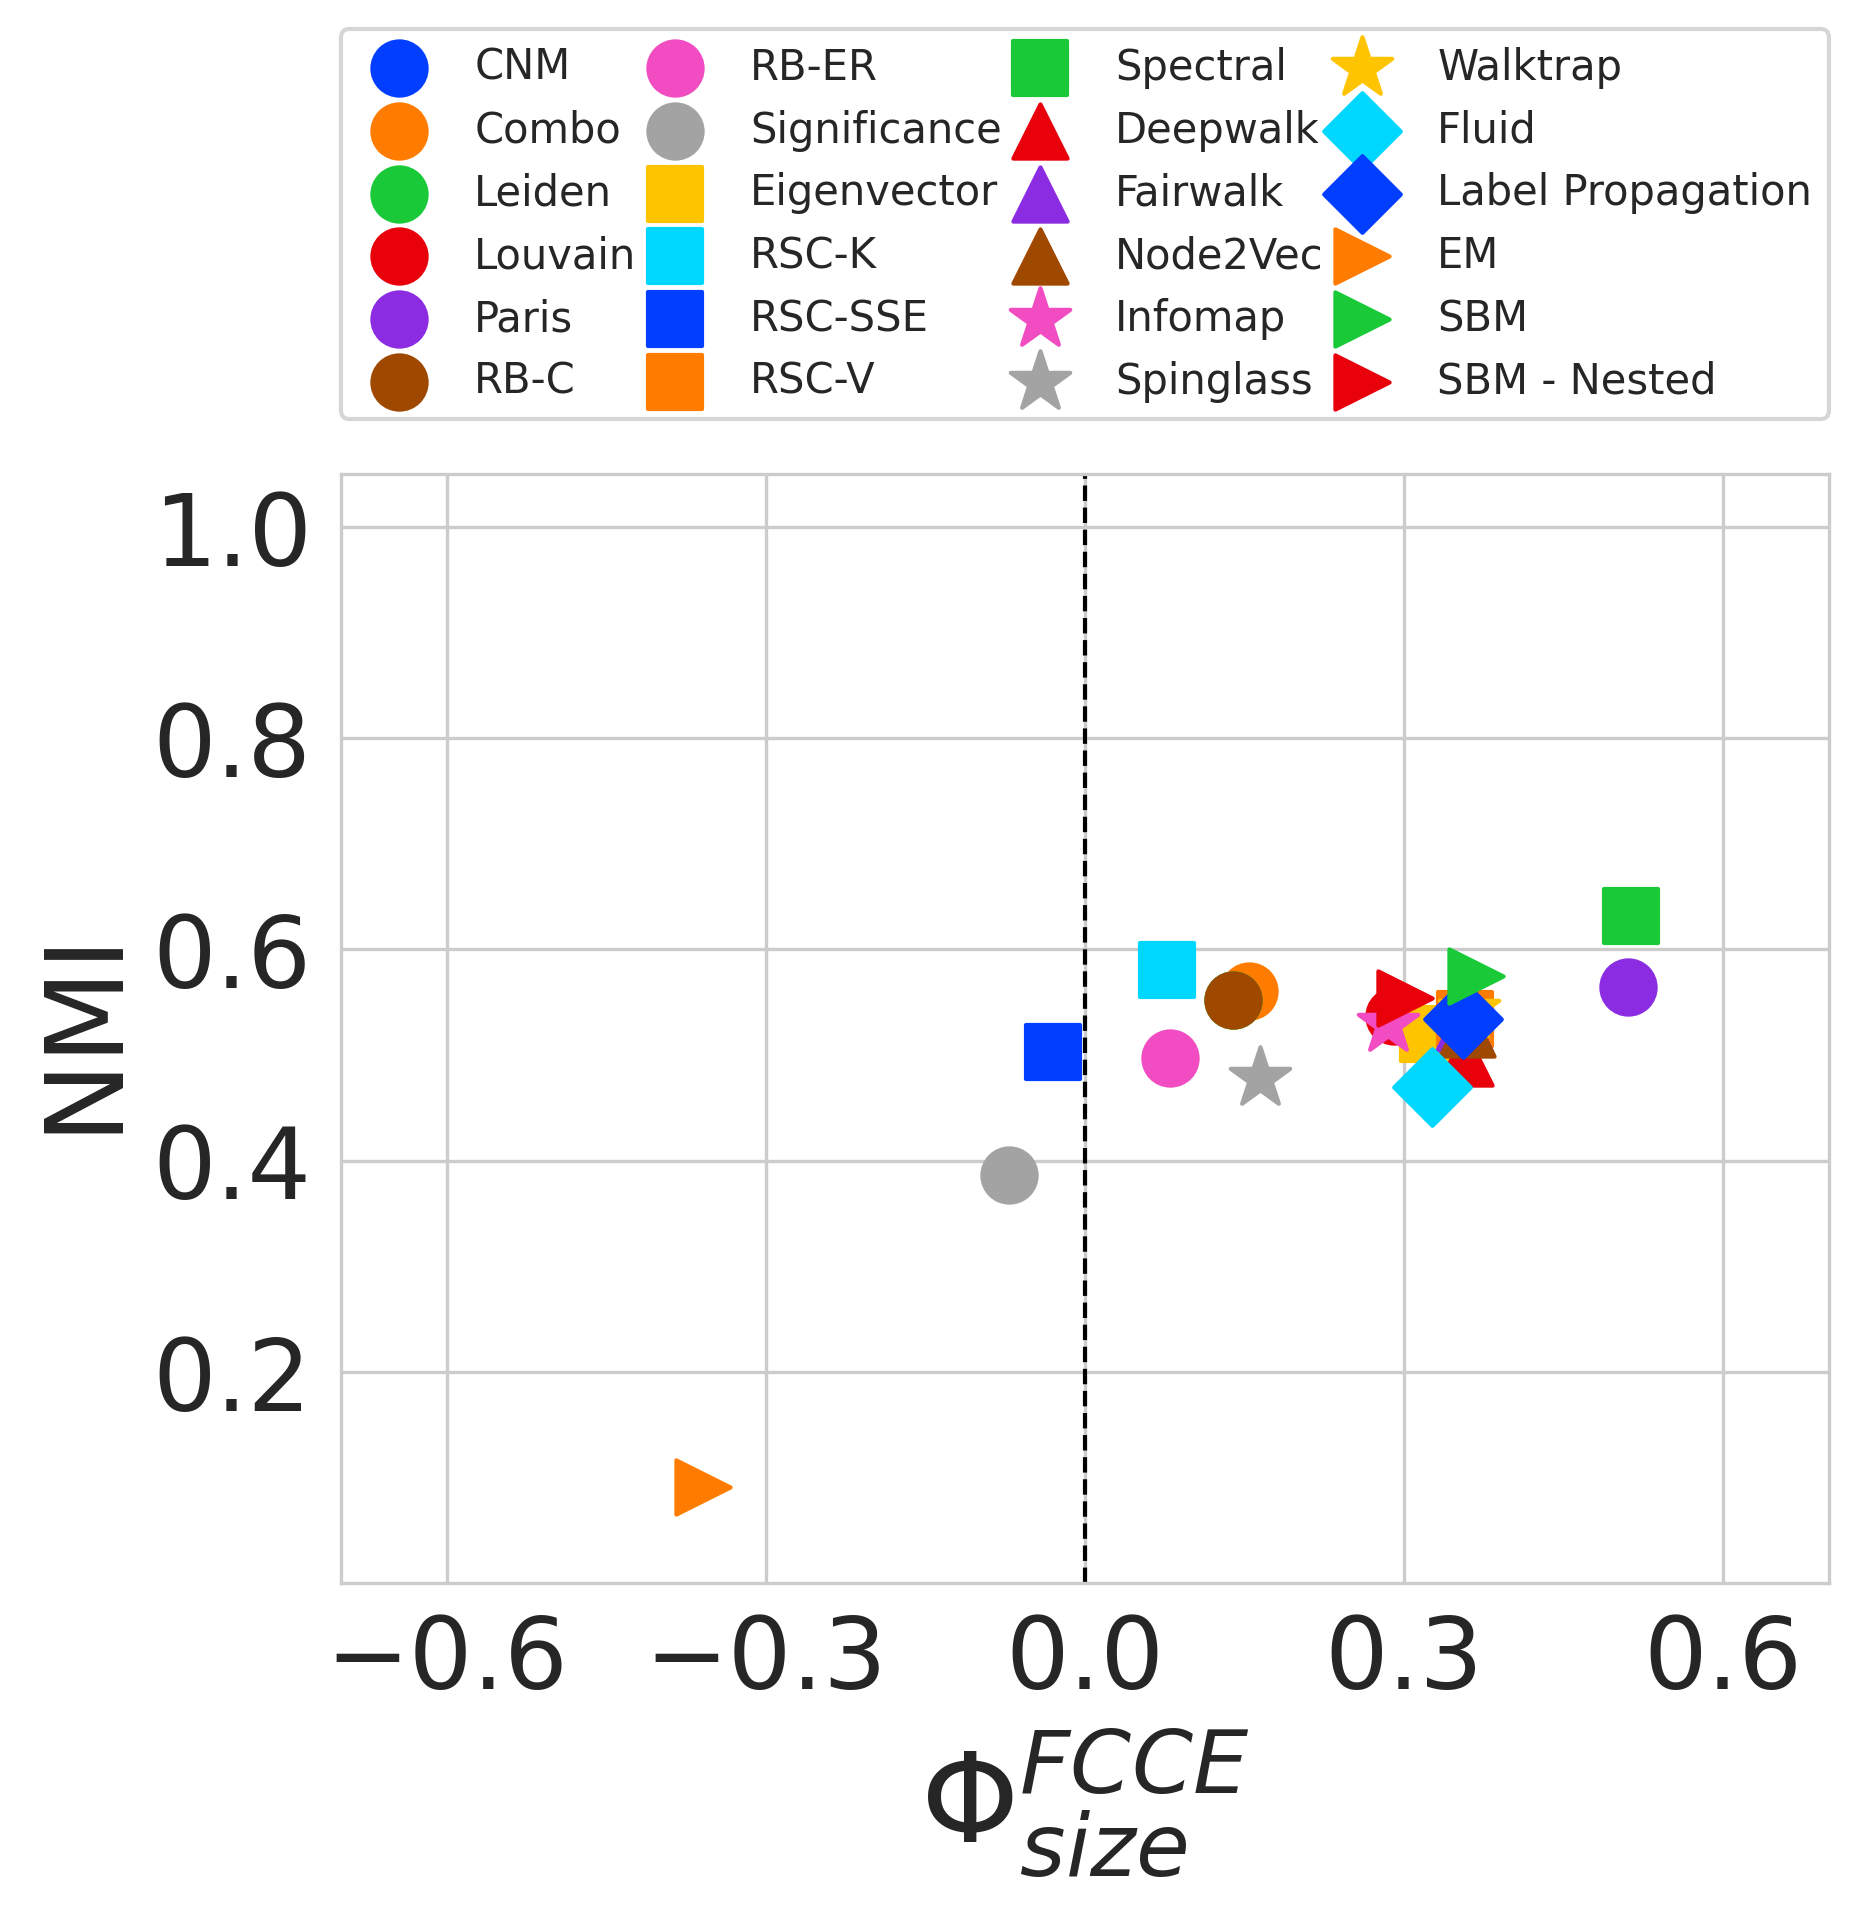 CNM
Combo
Leiden
Louvain
Paris
RB-C
RB-ER
Significance
Eigenvector
RSC-K
RSC-SSE
RSC-V
Spectral
Deepwalk
Fairwalk
Node2Vec
Infomap
Spinglass
Walktrap
Fluid
Label Propagation
EM
SBM
SBM - Nested
1.0
0.8
0.6
0.4
0.2
NMI
−0.6 −0.3 0.0 0.3 0.6
Φ^{FCCE}_{size}